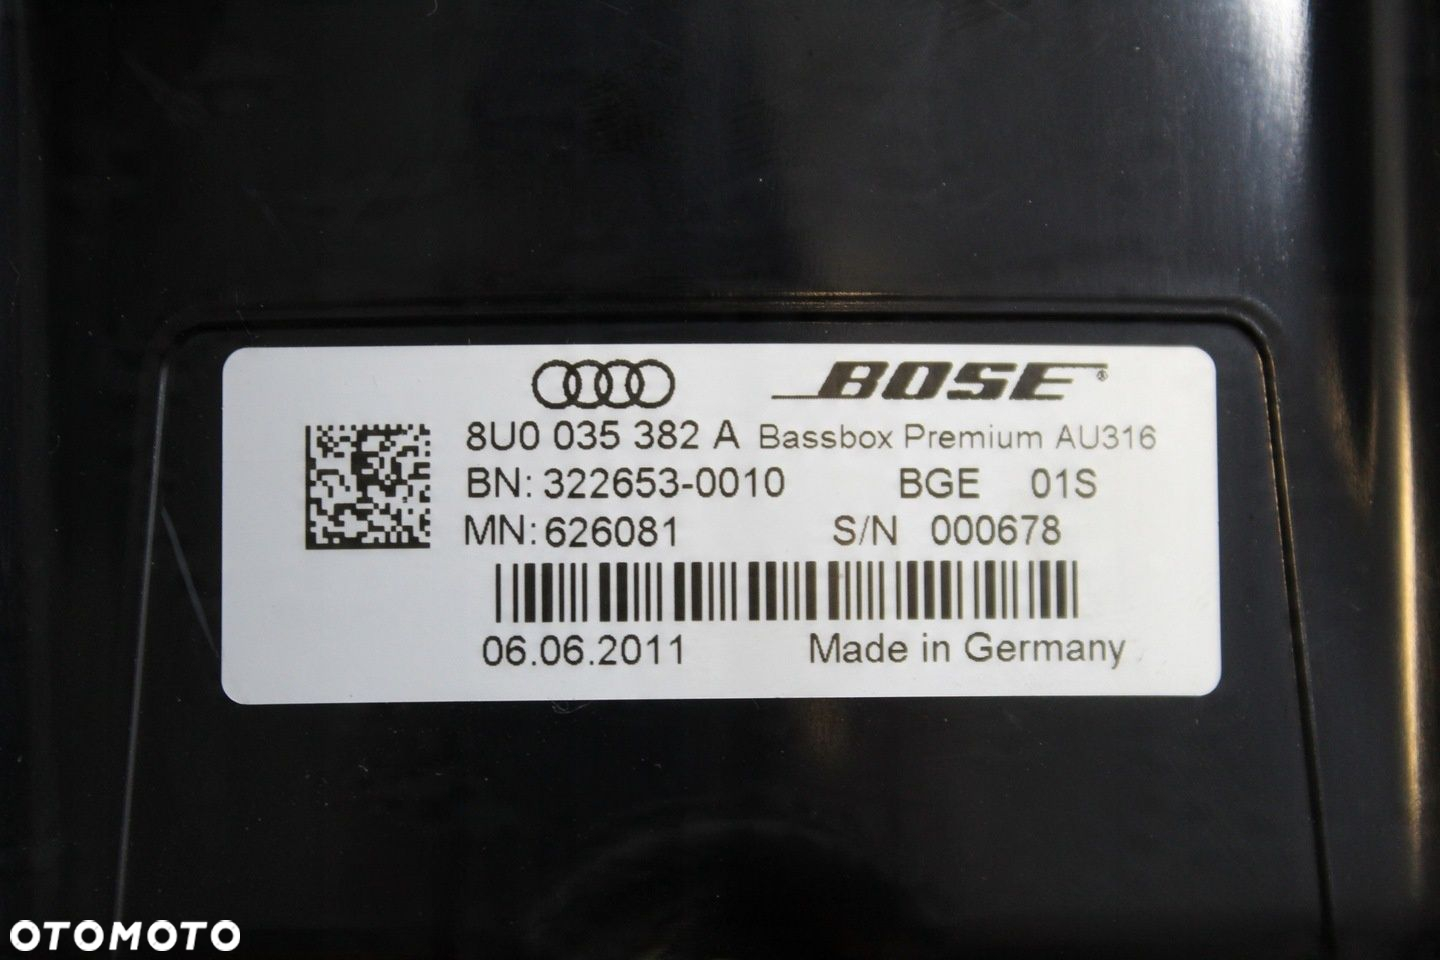 BOSE®
8U0 035 382 A Bassbox Premium AU316
BN: 322653-0010 BGE 01S
MN: 626081 S/N 000678
06.06.2011 Made in Germany
OTOMOTO